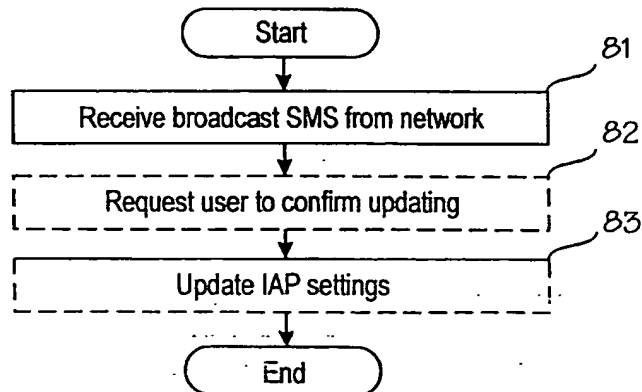 Start
81
Receive broadcast SMS from network
82
Request user to confirm updating
83
Update IAP settings
End